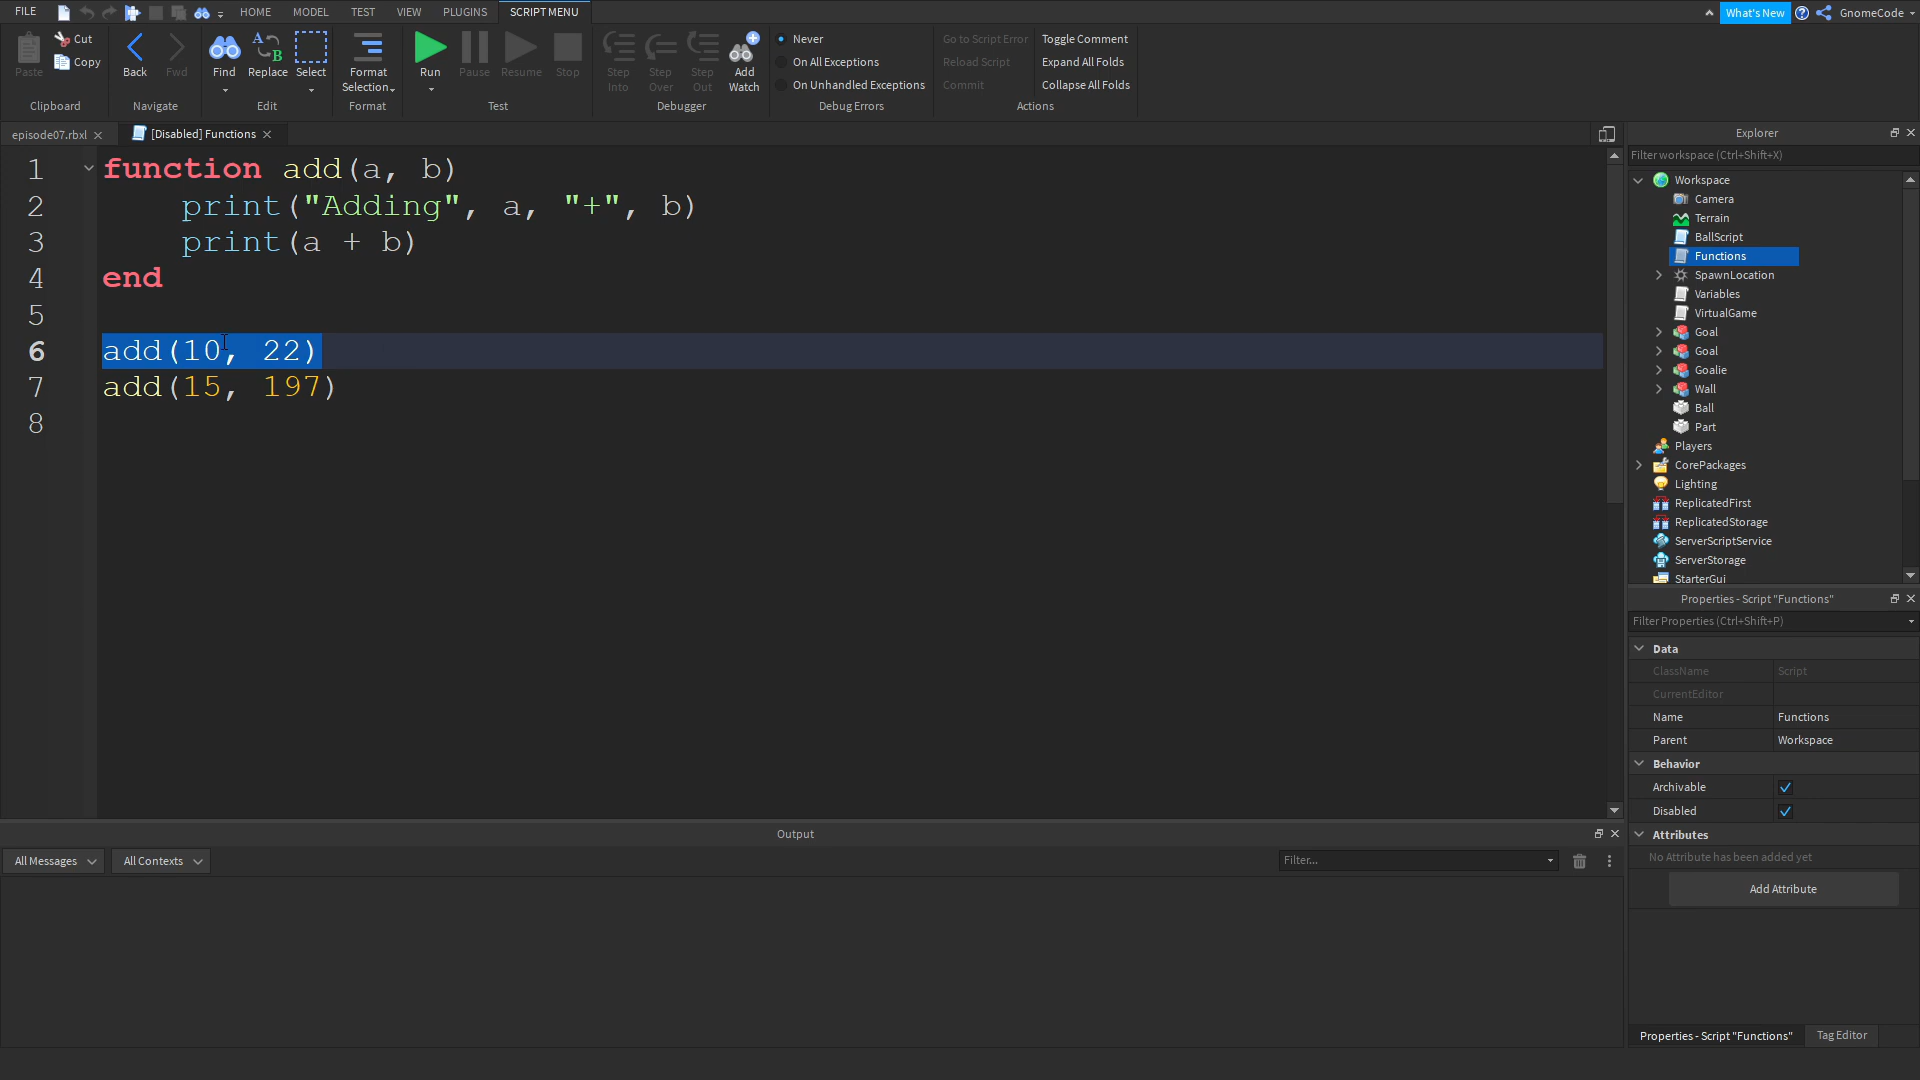 FILE
HOME
MODEL
TEST
VIEW
PLUGINS
SCRIPT MENU
What's New
GnomeCode
Paste
Cut
Copy
Clipboard
Back
Fwd
Navigate
Find
Replace
Select
Edit
Format
Selection
Format
Run
Pause
Resume
Stop
Test
Step
Into
Step
Over
Step
Out
Add
Watch
Debugger
Never
On All Exceptions
On Unhandled Exceptions
Debug Errors
Go to Script Error
Reload Script
Commit
Toggle Comment
Expand All Folds
Collapse All Folds
Actions
episode07.rbxl
[Disabled] Functions
1 function add(a, b)
2 print("Adding", a, "+", b)
3 print(a + b)
4 end
5
6 add(10, 22)
7 add(15, 197)
8
Explorer
Filter workspace (Ctrl+Shift+X)
Workspace
Camera
Terrain
BallScript
Functions
SpawnLocation
Variables
VirtualGame
Goal
Goal
Goalie
Wall
Ball
Part
Players
CorePackages
Lighting
ReplicatedFirst
ReplicatedStorage
ServerScriptService
ServerStorage
StarterGui
Properties - Script "Functions"
Filter Properties (Ctrl+Shift+P)
Data
ClassName Script
CurrentEditor
Name Functions
Parent Workspace
Behavior
Archivable
Disabled
Attributes
No Attribute has been added yet
Add Attribute
Properties - Script "Functions"
Tag Editor
Output
All Messages
All Contexts
Filter...